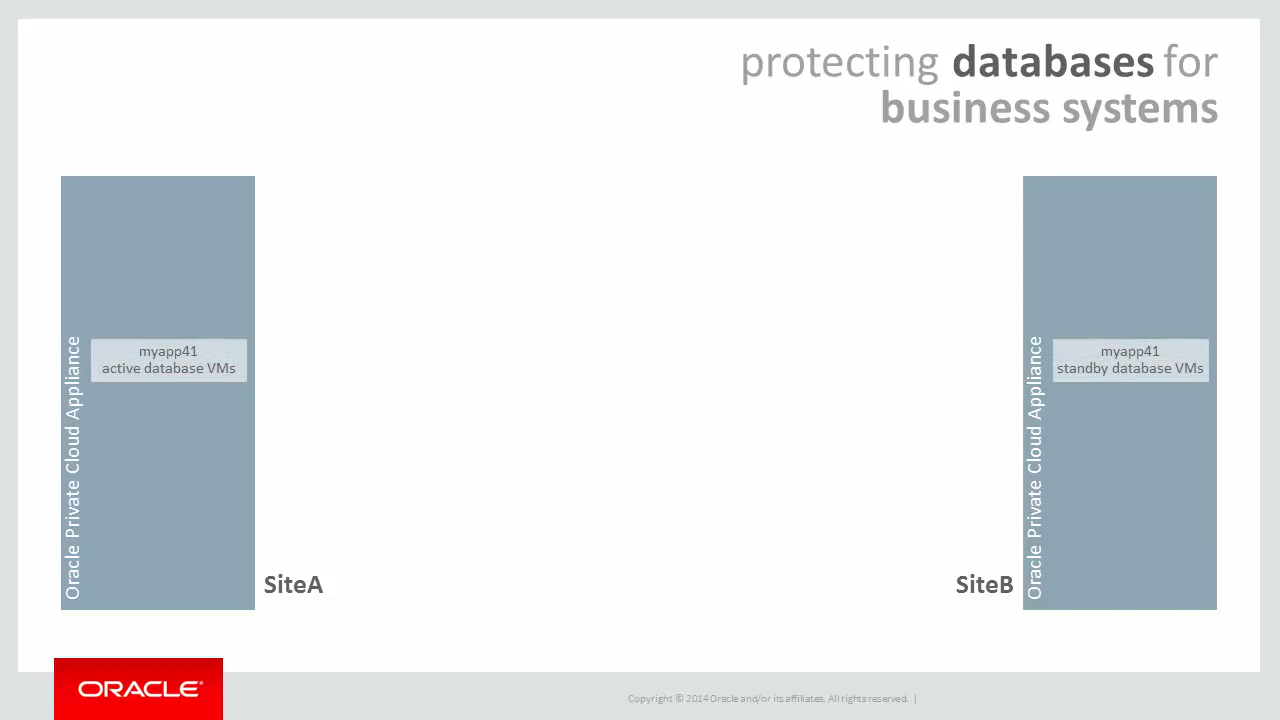 protecting databases for
business systems
Oracle Private Cloud Appliance
myapp41
active database VMs
SiteA
SiteB
Oracle Private Cloud Appliance
myapp41
standby database VMs
ORACLE®
Copyright © 2014 Oracle and/or its affiliates. All rights reserved. |